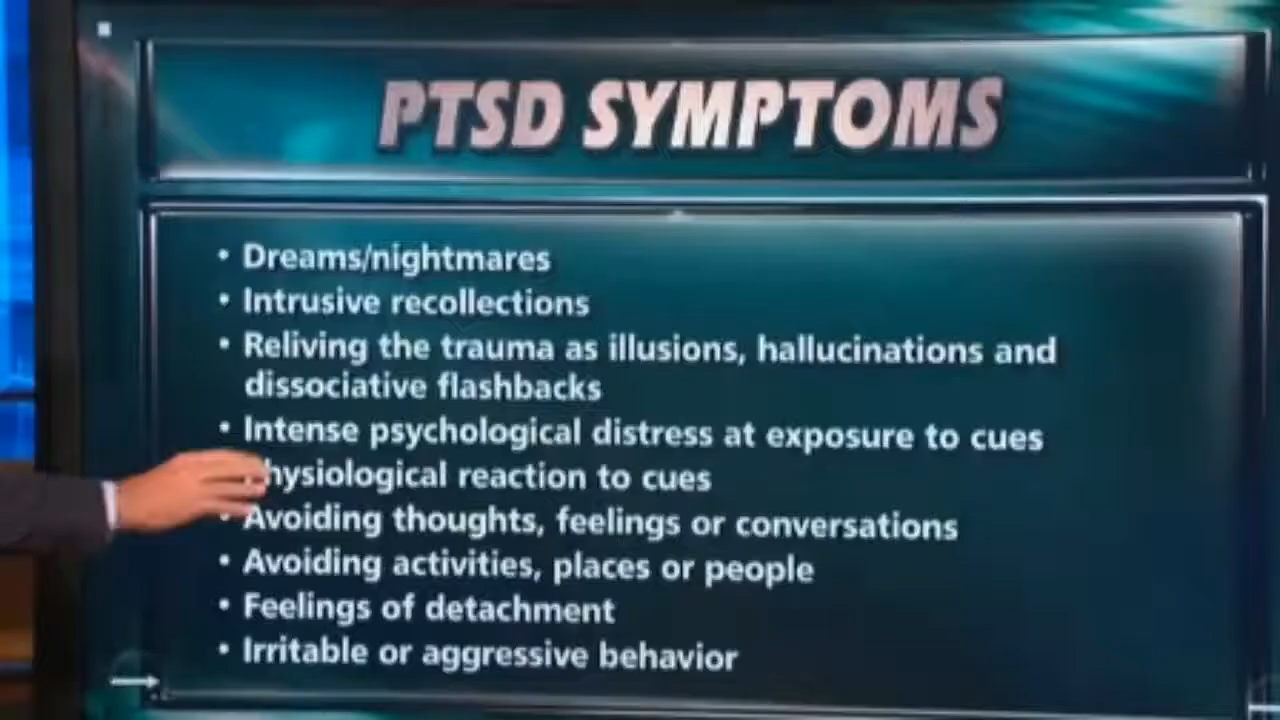 PTSD SYMPTOMS
• Dreams/nightmares
• Intrusive recollections
• Reliving the trauma as illusions, hallucinations and
dissociative flashbacks
• Intense psychological distress at exposure to cues
hysiological reaction to cues
• Avoiding thoughts, feelings or conversations
• Avoiding activities, places or people
• Feelings of detachment
• Irritable or aggressive behavior